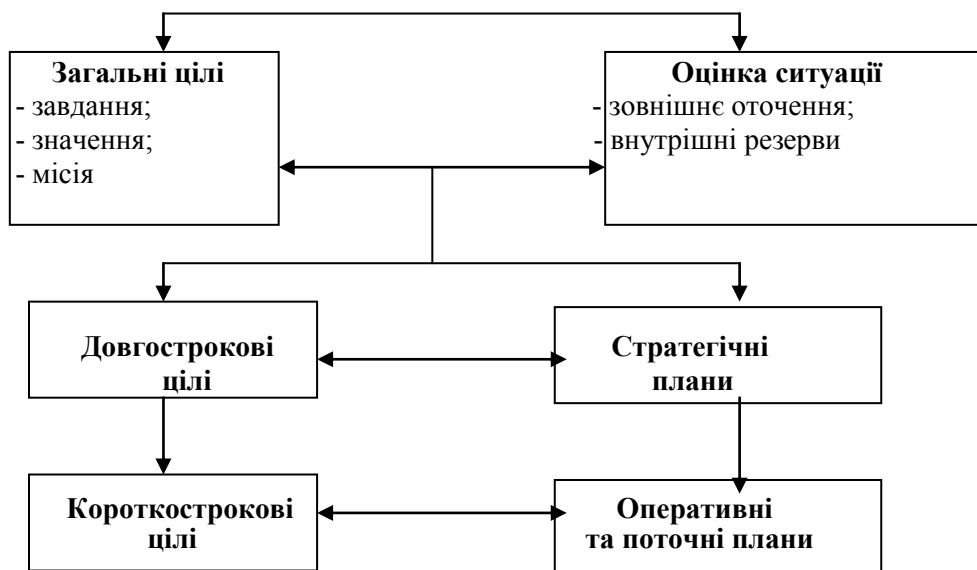 Загальні цілі
- завдання;
- значення;
- місія
Оцінка ситуації
- зовнішнє оточення;
- внутрішні резерви
Довгострокові
цілі
Стратегічні
плани
Короткострокові
цілі
Оперативні
та поточні плани